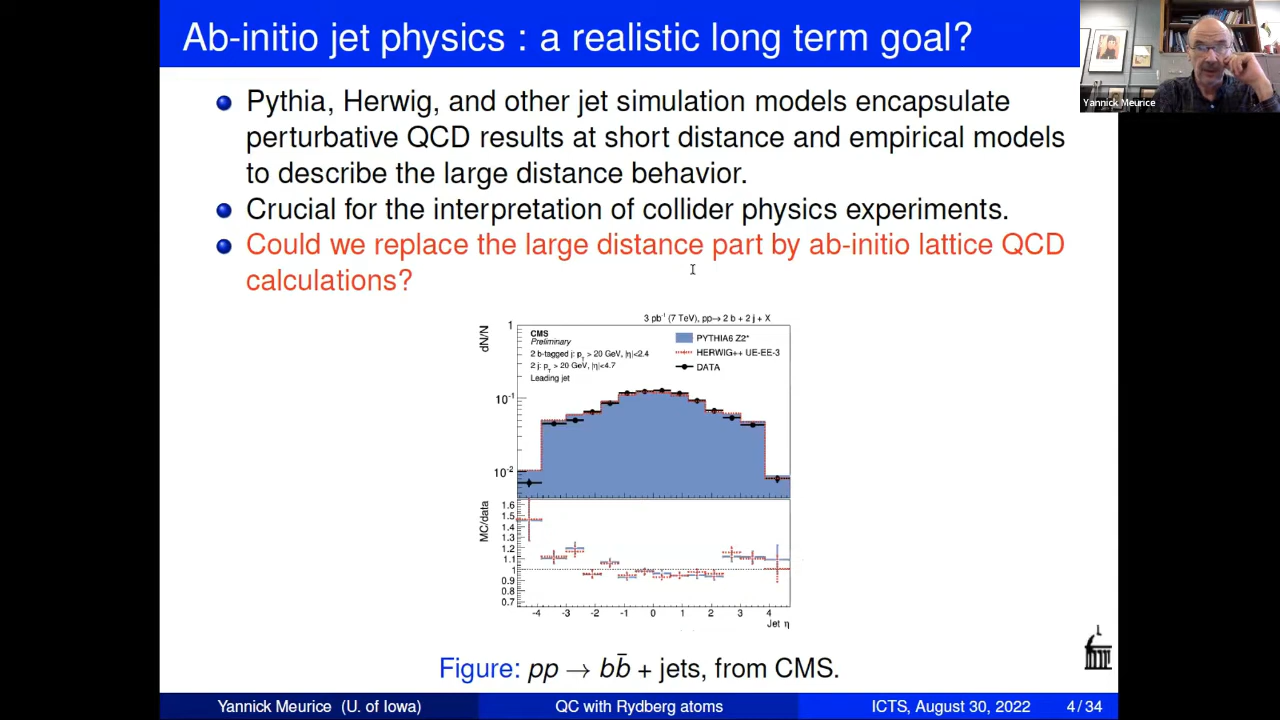 Ab-initio jet physics : a realistic long term goal?
Yannick Meurice
Pythia, Herwig, and other jet simulation models encapsulate
perturbative QCD results at short distance and empirical models
to describe the large distance behavior.
Crucial for the interpretation of collider physics experiments.
Could we replace the large distance part by ab-initio lattice QCD
calculations?
3 pb⁻¹ (7 TeV), pp→ 2 b + 2 j + X
dN/N
1
10⁻¹
10⁻²
CMS
Preliminary
2 b-tagged j: p_T > 20 GeV, |η|<2.4
2 j: p_T > 20 GeV, |η|<4.7
Leading jet
PYTHIA6 Z2*
HERWIG++ UE-EE-3
DATA
MC/data
1.6
1.5
1.4
1.3
1.2
1.1
1
0.9
0.8
0.7
-4 -3 -2 -1 0 1 2 3 4
Jet η
Figure: pp → bb̄ + jets, from CMS.
Yannick Meurice (U. of Iowa) QC with Rydberg atoms ICTS, August 30, 2022 4 / 34